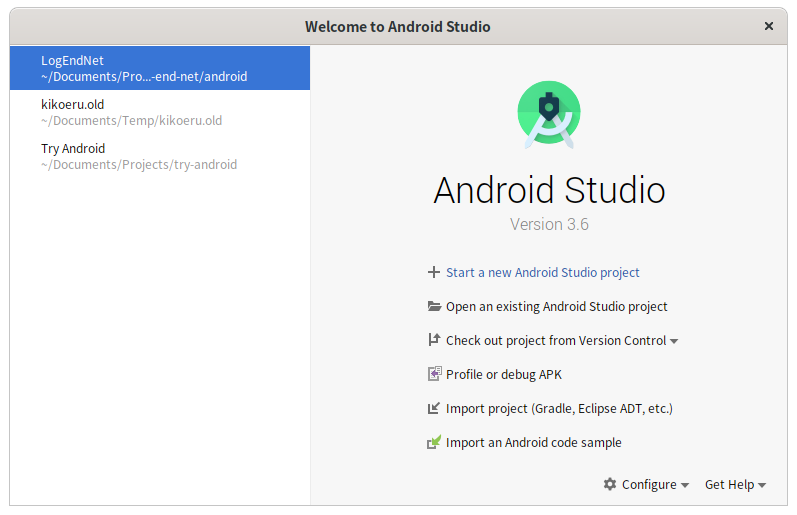 Welcome to Android Studio
LogEndNet
~/Documents/Pro...-end-net/android
kikoeru.old
~/Documents/Temp/kikoeru.old
Try Android
~/Documents/Projects/try-android
Android Studio
Version 3.6
Start a new Android Studio project
Open an existing Android Studio project
Check out project from Version Control
Profile or debug APK
Import project (Gradle, Eclipse ADT, etc.)
Import an Android code sample
Configure Get Help